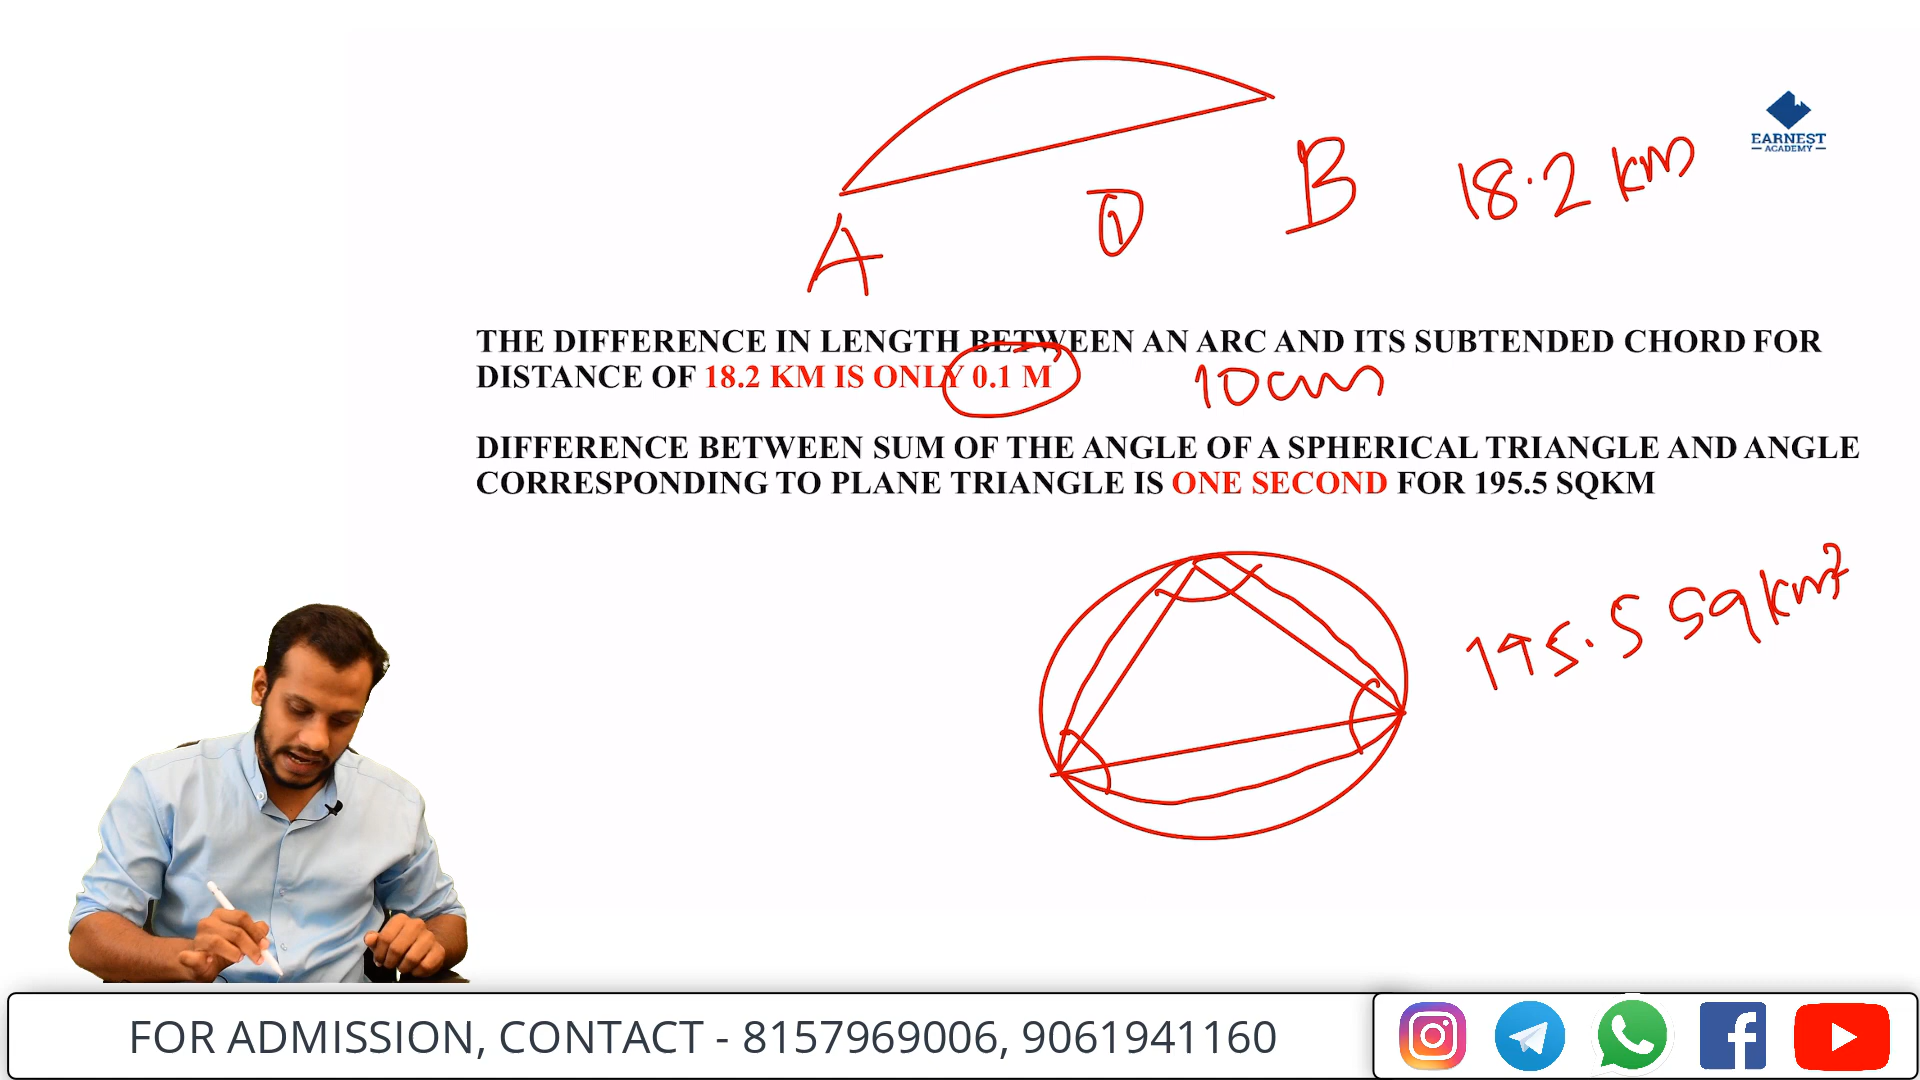 EARNEST
ACADEMY
A
1
B
18.2 km
THE DIFFERENCE IN LENGTH BETWEEN AN ARC AND ITS SUBTENDED CHORD FOR
DISTANCE OF 18.2 KM IS ONLY 0.1 M
10cm
DIFFERENCE BETWEEN SUM OF THE ANGLE OF A SPHERICAL TRIANGLE AND ANGLE
CORRESPONDING TO PLANE TRIANGLE IS ONE SECOND FOR 195.5 SQKM
195.5 sqkm²
FOR ADMISSION, CONTACT - 8157969006, 9061941160